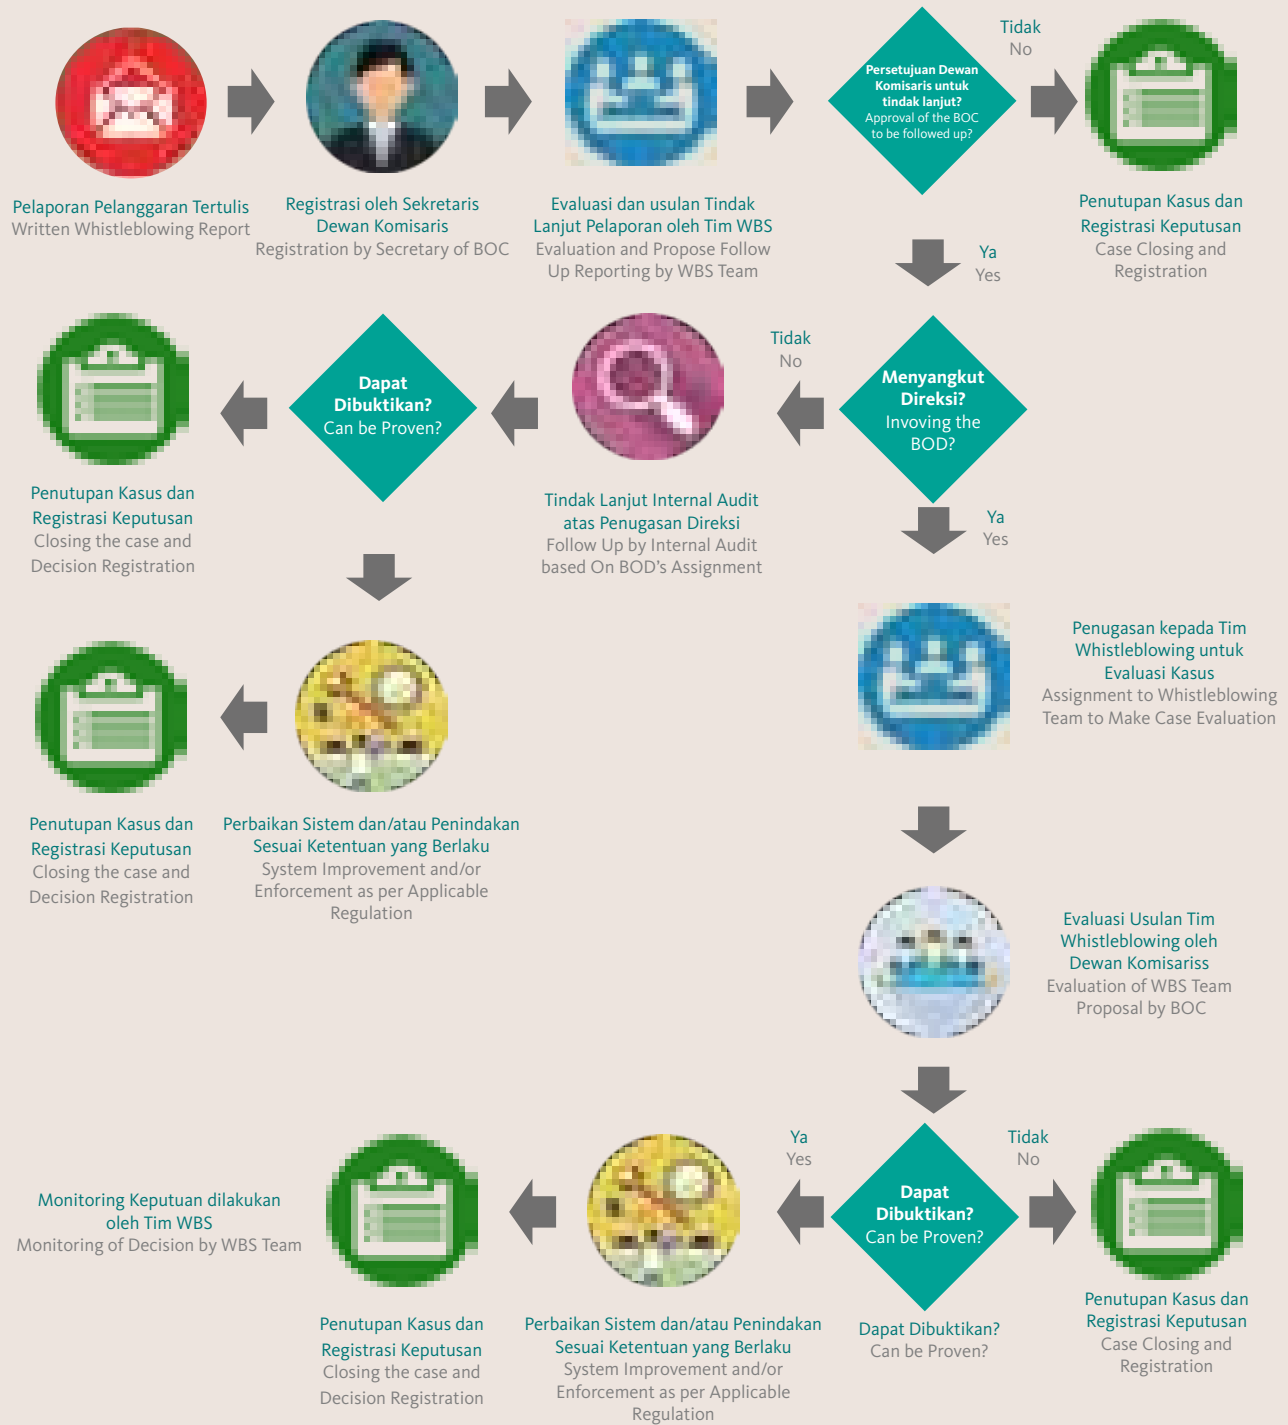 Pelaporan Pelanggaran Tertulis
Written Whistleblowing Report
Registrasi oleh Sekretaris
Dewan Komisaris
Registration by Secretary of BOC
Evaluasi dan usulan Tindak
Lanjut Pelaporan oleh Tim WBS
Evaluation and Propose Follow
Up Reporting by WBS Team
Persetujuan Dewan
Komisaris untuk
tindak lanjut?
Approval of the BOC
to be followed up?
Tidak
No
Penutupan Kasus dan
Registrasi Keputusan
Case Closing and
Registration
Ya
Yes
Menyangkut
Direksi?
Invoving the
BOD?
Tidak
No
Tindak Lanjut Internal Audit
atas Penugasan Direksi
Follow Up by Internal Audit
based On BOD's Assignment
Dapat
Dibuktikan?
Can be Proven?
Penutupan Kasus dan
Registrasi Keputusan
Closing the case and
Decision Registration
Perbaikan Sistem dan/atau Penindakan
Sesuai Ketentuan yang Berlaku
System Improvement and/or
Enforcement as per Applicable
Regulation
Penutupan Kasus dan
Registrasi Keputusan
Closing the case and
Decision Registration
Ya
Yes
Penugasan kepada Tim
Whistleblowing untuk
Evaluasi Kasus
Assignment to Whistleblowing
Team to Make Case Evaluation
Evaluasi Usulan Tim
Whistleblowing oleh
Dewan Komisariss
Evaluation of WBS Team
Proposal by BOC
Dapat
Dibuktikan?
Can be Proven?
Dapat Dibuktikan?
Can be Proven?
Tidak
No
Penutupan Kasus dan
Registrasi Keputusan
Case Closing and
Registration
Ya
Yes
Perbaikan Sistem dan/atau Penindakan
Sesuai Ketentuan yang Berlaku
System Improvement and/or
Enforcement as per Applicable
Regulation
Penutupan Kasus dan
Registrasi Keputusan
Closing the case and
Decision Registration
Monitoring Keputuan dilakukan
oleh Tim WBS
Monitoring of Decision by WBS Team